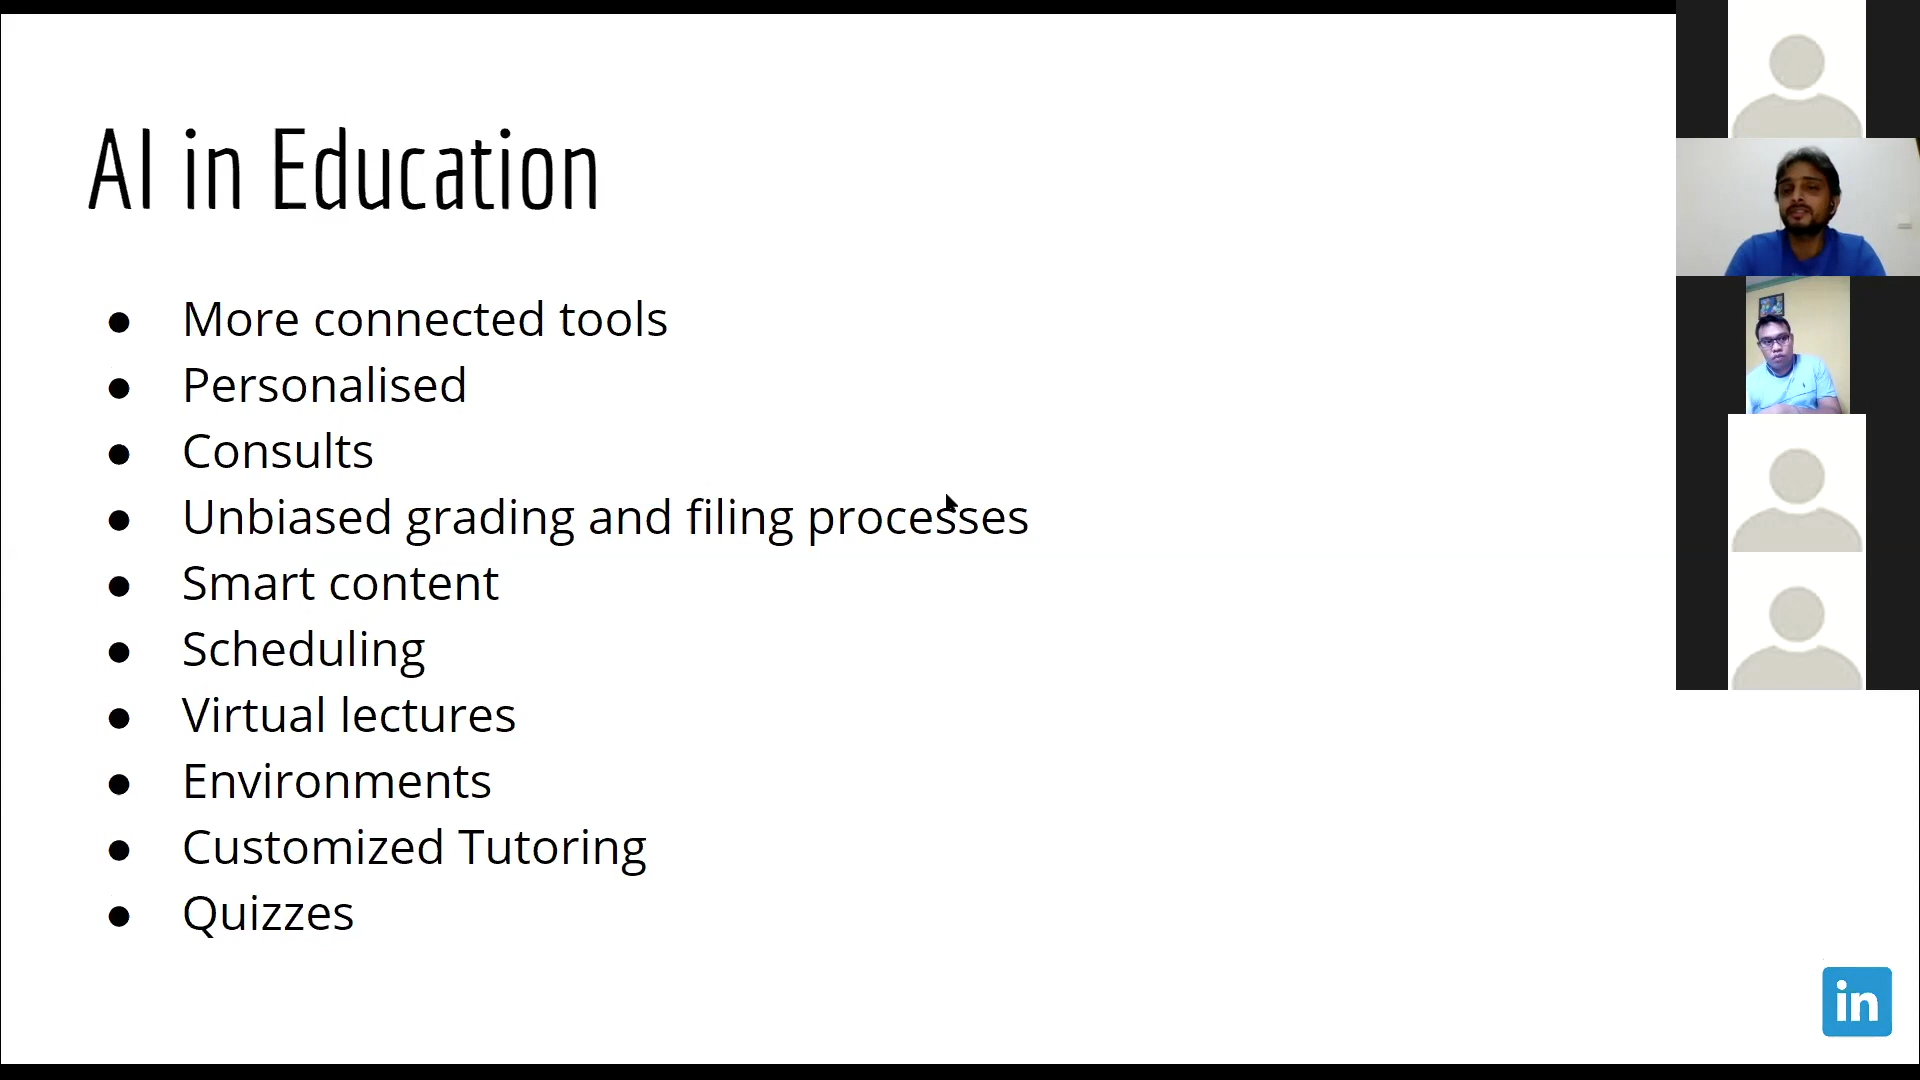 AI in Education
● More connected tools
● Personalised
● Consults
● Unbiased grading and filing processes
● Smart content
● Scheduling
● Virtual lectures
● Environments
● Customized Tutoring
● Quizzes
in